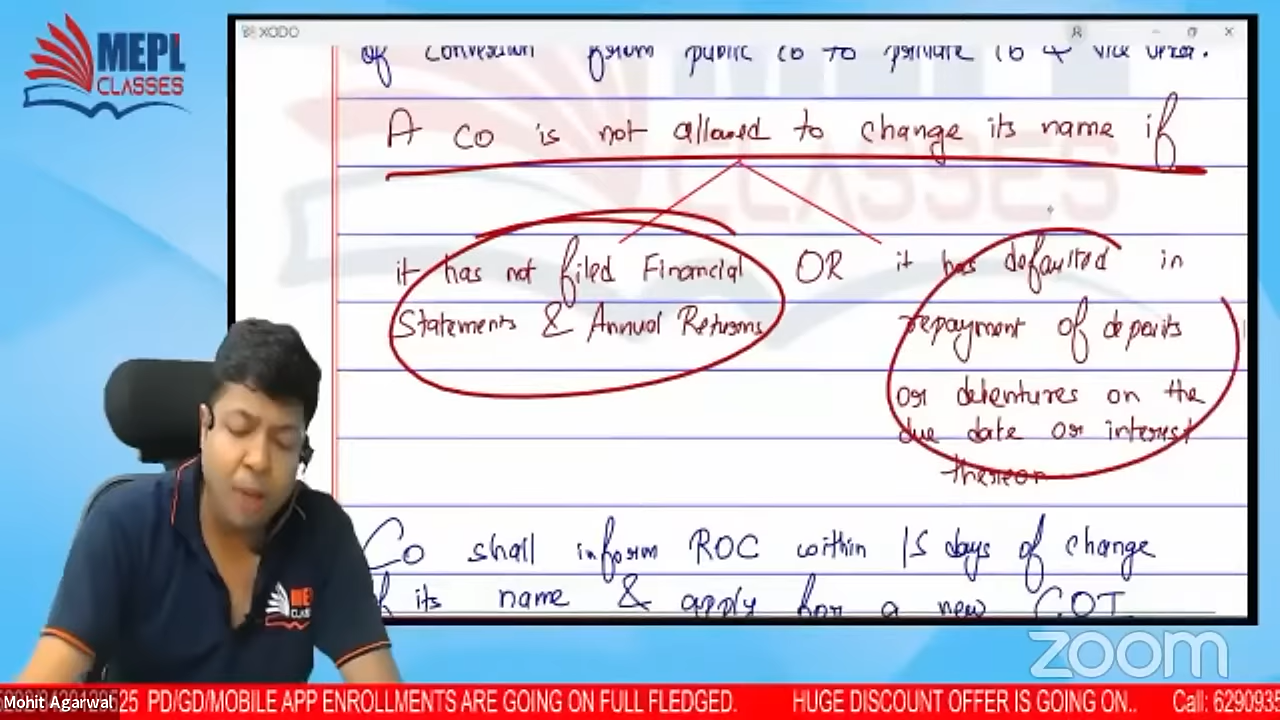 MEPL
CLASSES
XODO
of conversion from public co to private co & vice versa.
A co is not allowed to change its name if
it has not filed Financial
Statements & Annual Returns
OR
it has defaulted in
repayment of deposits
or debentures on the
due date or interest
thereon
Co shall inform ROC within 15 days of change
of its name & apply for a new COI
MEPL
CLASS
zoom
Mohit Agarwal
PD/GD/MOBILE APP ENROLLMENTS ARE GOING ON FULL FLEDGED. HUGE DISCOUNT OFFER IS GOING ON.. Call: 6290935